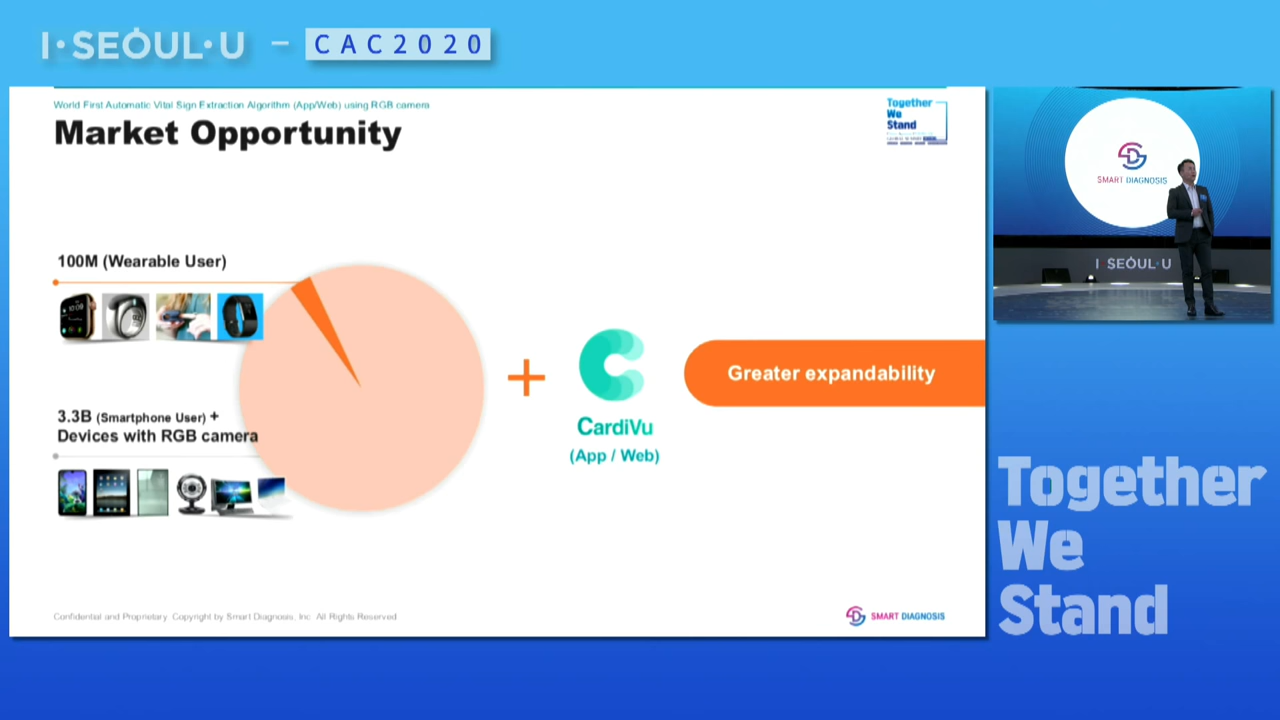 I·SEOUL·U – CAC2020
World First Automatic Vital Sign Extraction Algorithm (App/Web) using RGB camera
Market Opportunity
Together
We
Stand
100M (Wearable User)
3.3B (Smartphone User) +
Devices with RGB camera
+
CardiVu
(App / Web)
Greater expandability
Confidential and Proprietary. Copyright by Smart Diagnosis, Inc. All Rights Reserved
SMART DIAGNOSIS
SMART DIAGNOSIS
I·SEOUL·U
Together
We
Stand